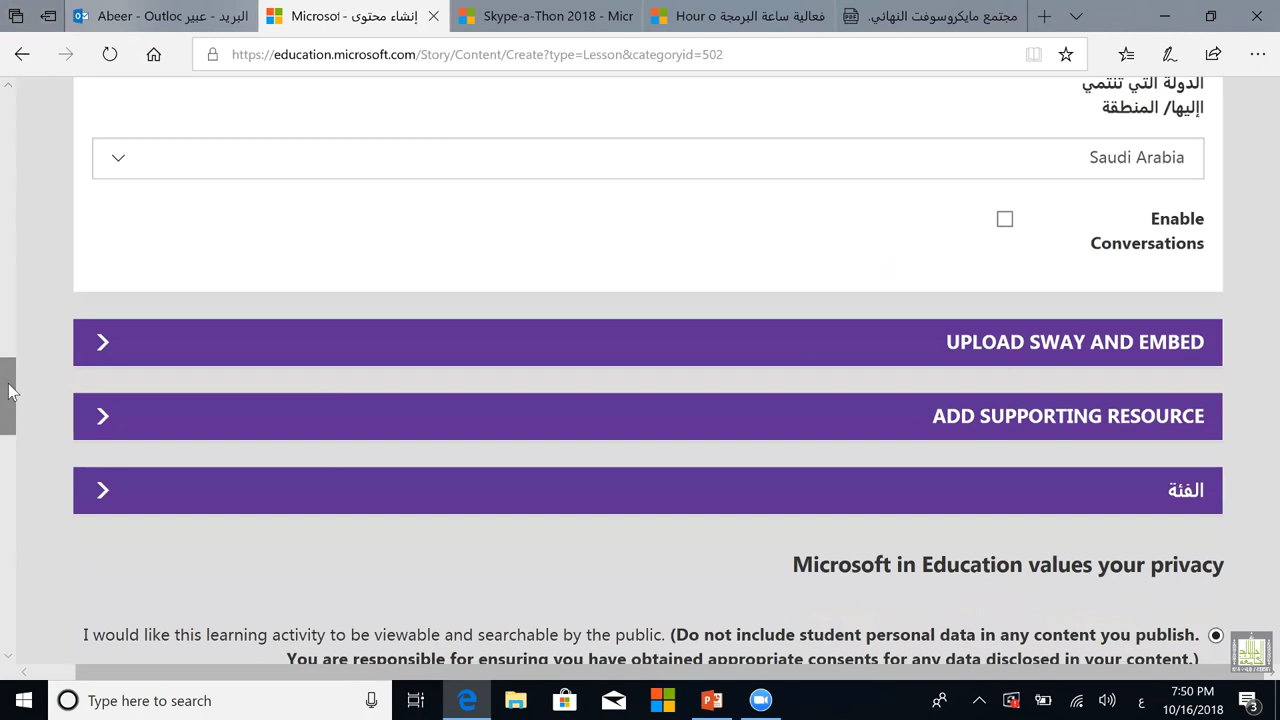 البريد - عبير Abeer - Outloc
إنشاء محتوى - Microsof
Skype-a-Thon 2018 - Micr
فعالية ساعة البرمجة Hour o
مجتمع مايكروسوفت النهائي.
https://education.microsoft.com/Story/Content/Create?type=Lesson&categoryid=502
الدولة التي تنتمي
إليها/ المنطقة
Saudi Arabia
Enable
Conversations
UPLOAD SWAY AND EMBED
ADD SUPPORTING RESOURCE
الفئة
Microsoft in Education values your privacy
I would like this learning activity to be viewable and searchable by the public. (Do not include student personal data in any content you publish.
You are responsible for ensuring you have obtained appropriate consents for any data disclosed in your content.)
Type here to search
ع
7:50 PM
10/16/2018
3